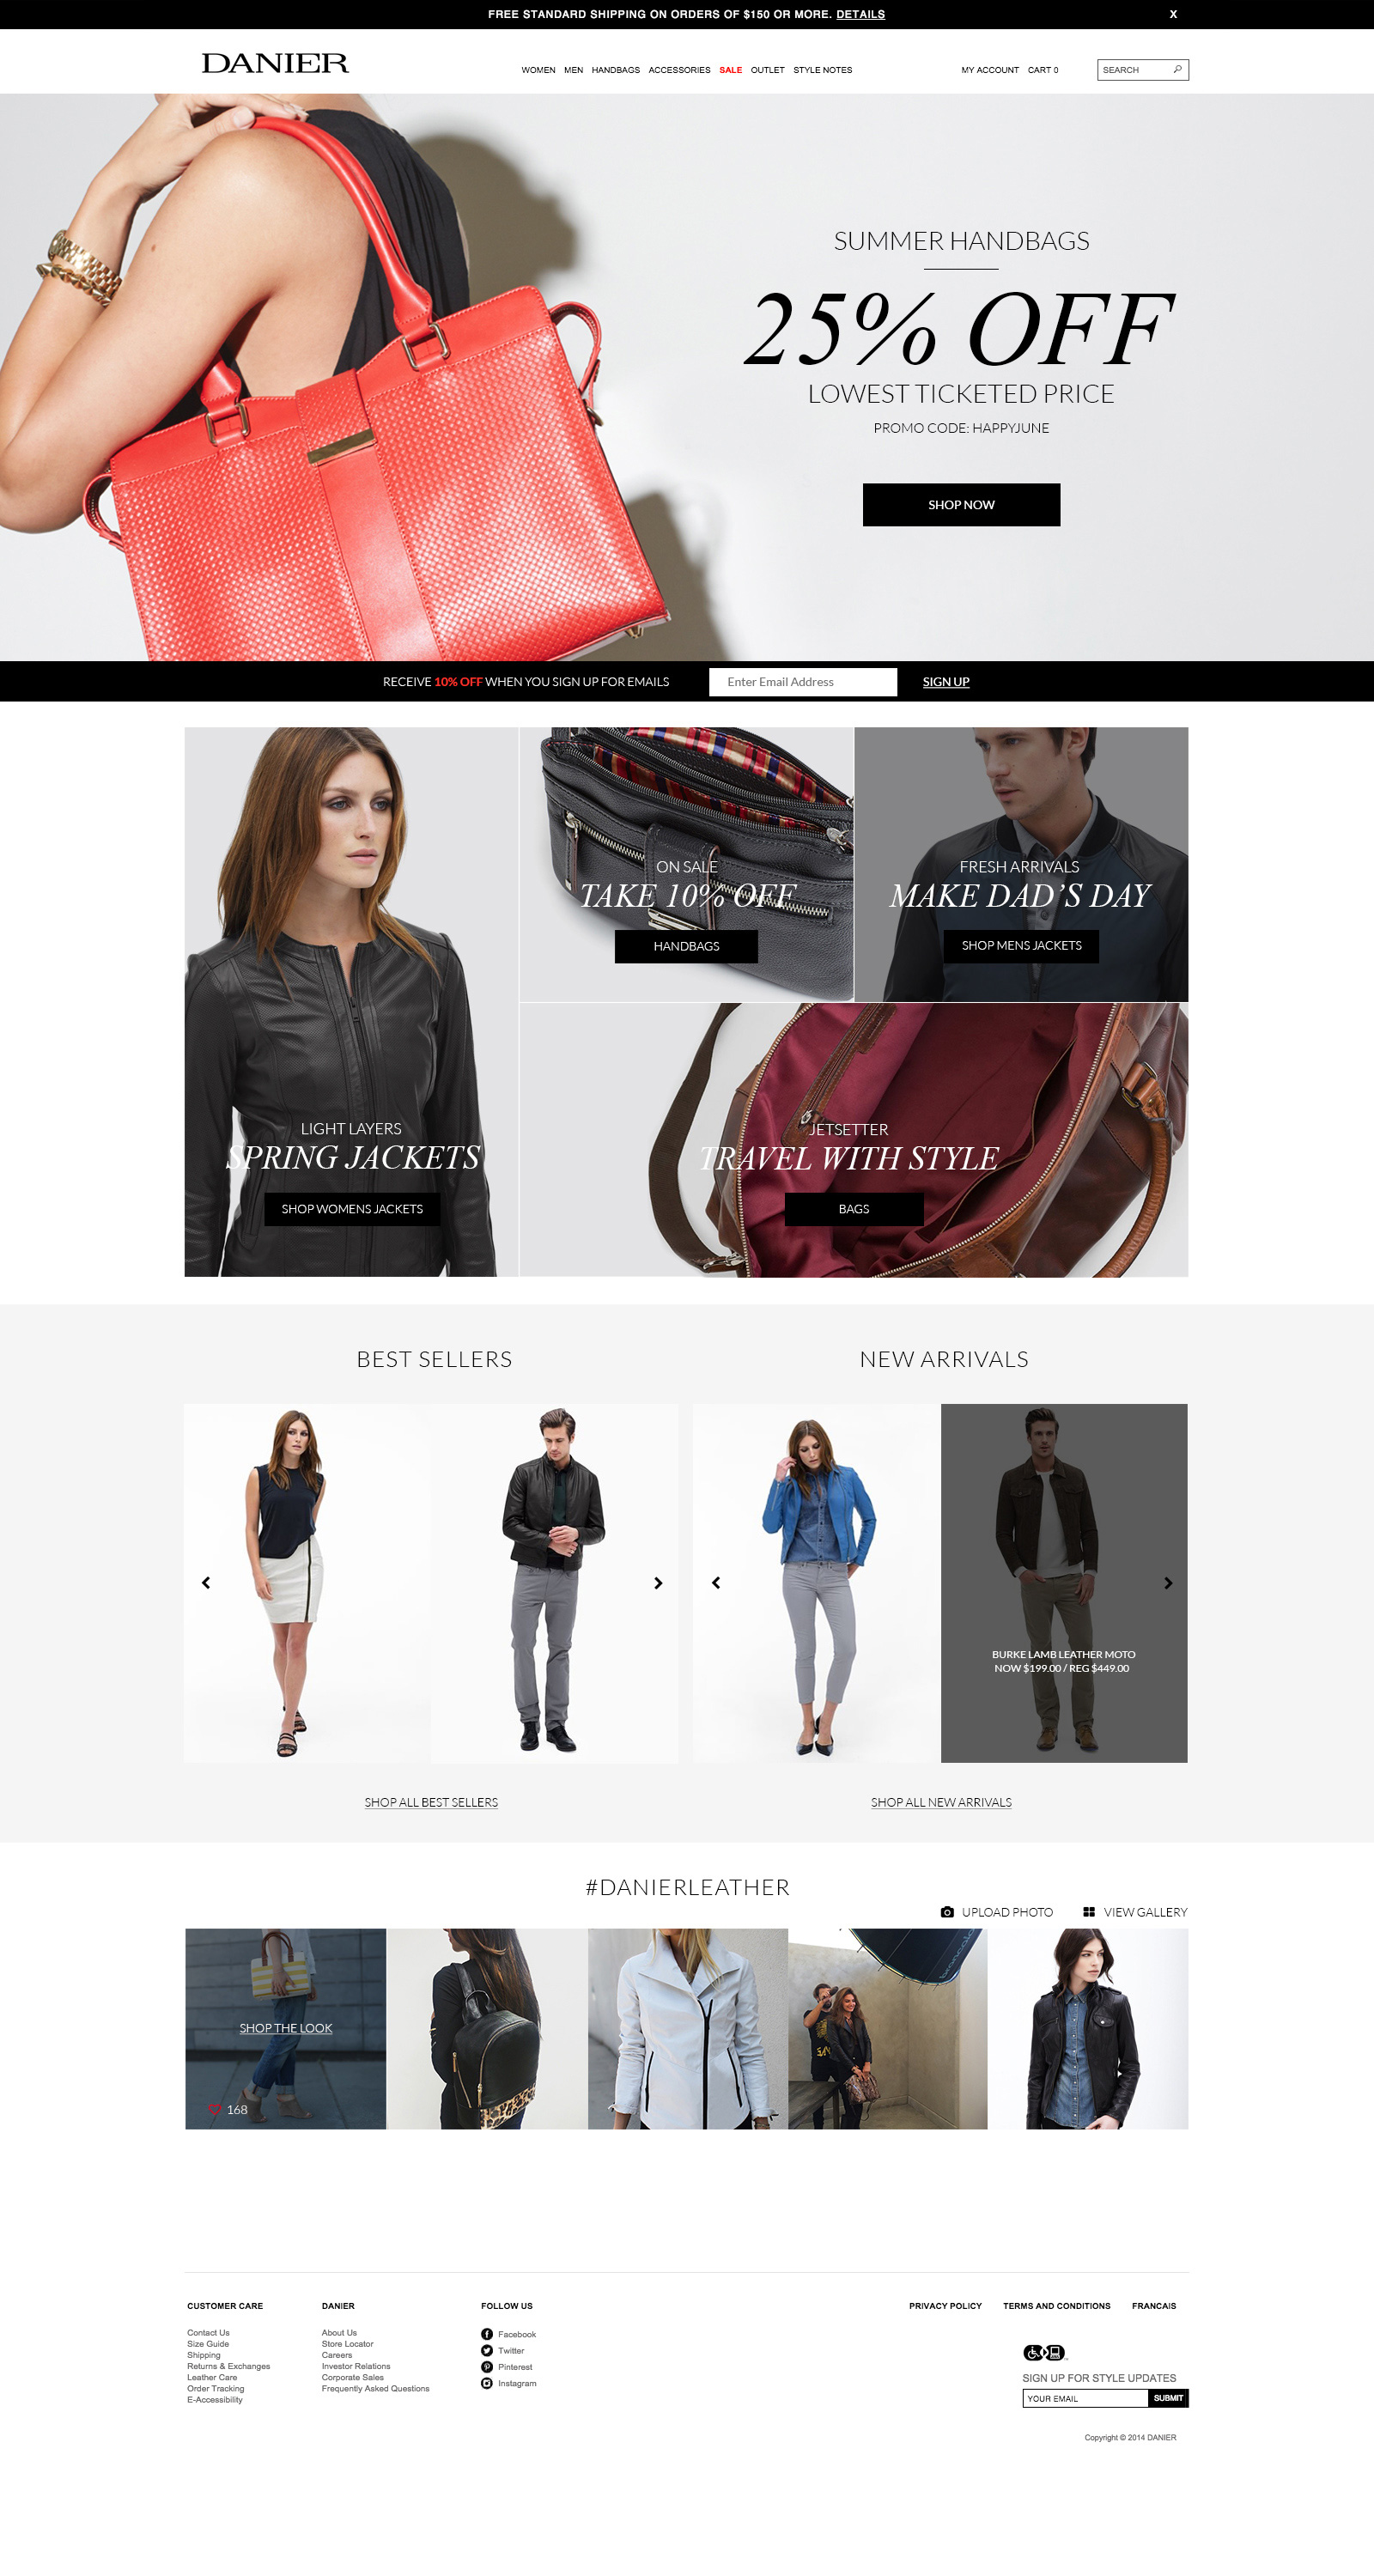 FREE STANDARD SHIPPING ON ORDERS OF $150 OR MORE. DETAILS X
DANIER
WOMEN MEN HANDBAGS ACCESSORIES SALE OUTLET STYLE NOTES
MY ACCOUNT CART 0
SEARCH
SUMMER HANDBAGS
25% OFF
LOWEST TICKETED PRICE
PROMO CODE: HAPPYJUNE
SHOP NOW
RECEIVE 10% OFF WHEN YOU SIGN UP FOR EMAILS
Enter Email Address
SIGN UP
ON SALE
TAKE 10% OFF
HANDBAGS
FRESH ARRIVALS
MAKE DAD’S DAY
SHOP MENS JACKETS
LIGHT LAYERS
SPRING JACKETS
SHOP WOMENS JACKETS
JETSETTER
TRAVEL WITH STYLE
BAGS
BEST SELLERS
NEW ARRIVALS
BURKE LAMB LEATHER MOTO
NOW $199.00 / REG $449.00
SHOP ALL BEST SELLERS
SHOP ALL NEW ARRIVALS
#DANIERLEATHER
UPLOAD PHOTO
VIEW GALLERY
SHOP THE LOOK
168
CUSTOMER CARE
Contact Us
Size Guide
Shipping
Returns & Exchanges
Leather Care
Order Tracking
E-Accessibility
DANIER
About Us
Store Locator
Careers
Investor Relations
Corporate Sales
Frequently Asked Questions
FOLLOW US
Facebook
Twitter
Pinterest
Instagram
PRIVACY POLICY
TERMS AND CONDITIONS
FRANCAIS
SIGN UP FOR STYLE UPDATES
YOUR EMAIL
SUBMIT
Copyright © 2014 DANIER